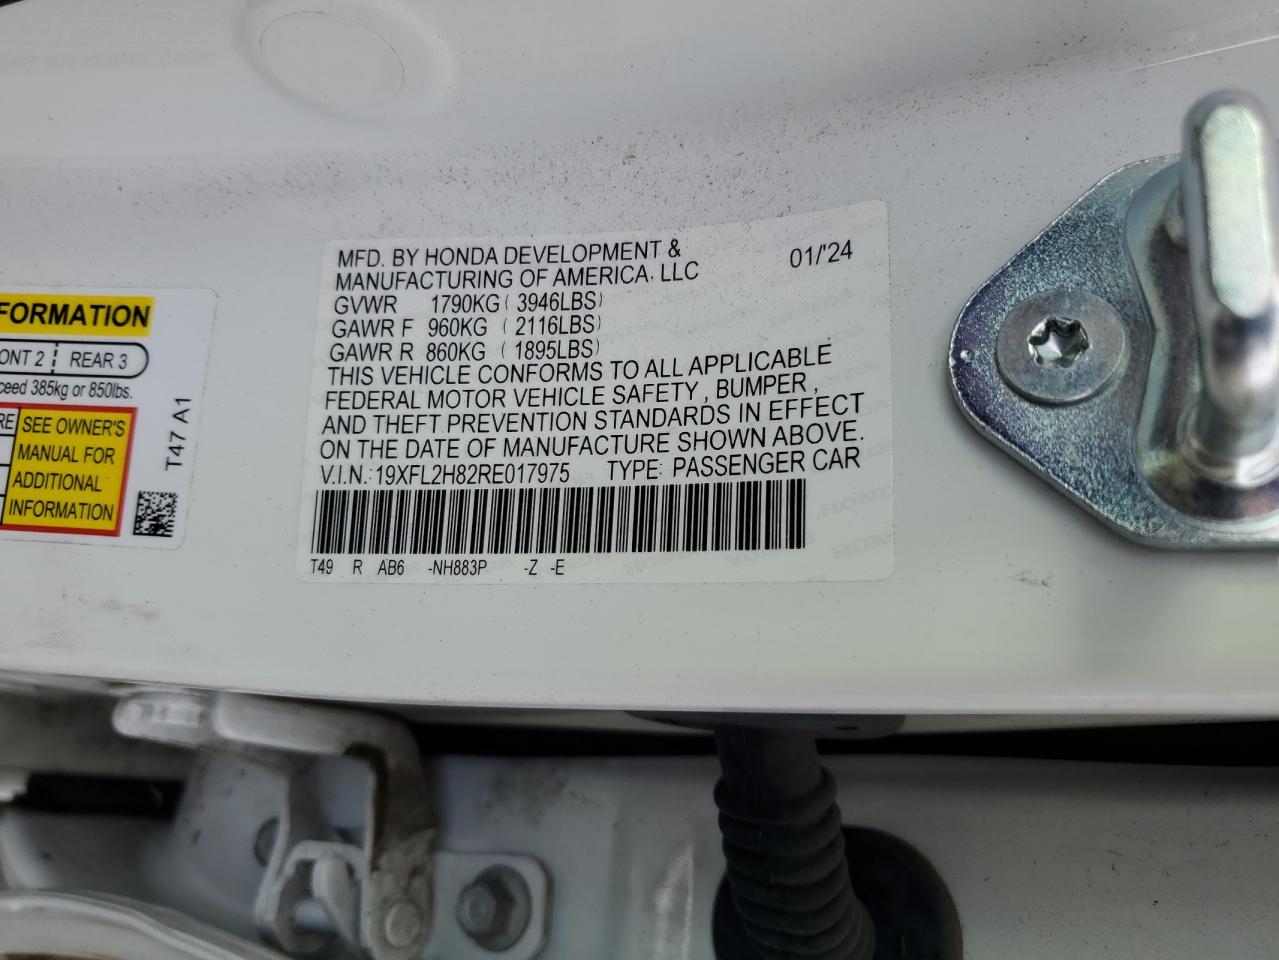 FORMATION
ONT 2 REAR 3
ceed 385kg or 850lbs.
RE
SEE OWNER'S
MANUAL FOR
ADDITIONAL
INFORMATION
T47 A1
MFD. BY HONDA DEVELOPMENT &
MANUFACTURING OF AMERICA, LLC 01/'24
GVWR 1790KG ( 3946LBS)
GAWR F 960KG ( 2116LBS)
GAWR R 860KG ( 1895LBS)
THIS VEHICLE CONFORMS TO ALL APPLICABLE
FEDERAL MOTOR VEHICLE SAFETY , BUMPER ,
AND THEFT PREVENTION STANDARDS IN EFFECT
ON THE DATE OF MANUFACTURE SHOWN ABOVE.
V.I.N.: 19XFL2H82RE017975 TYPE: PASSENGER CAR
T49 R AB6 -NH883P -Z -E